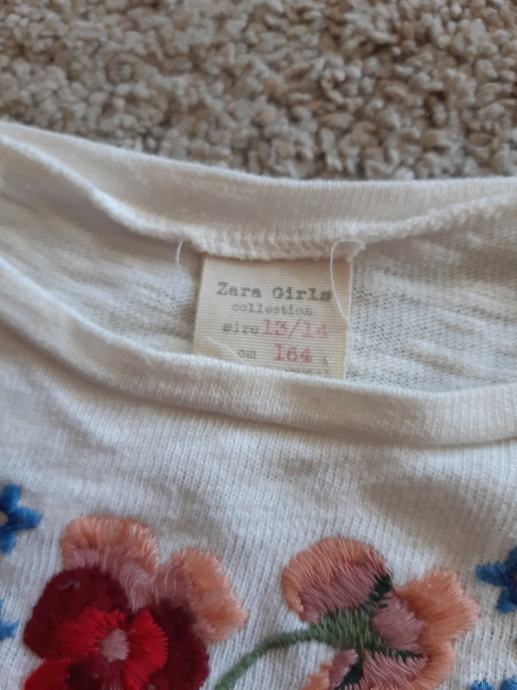 Zara Girls
collection
size 13/14
cm 164